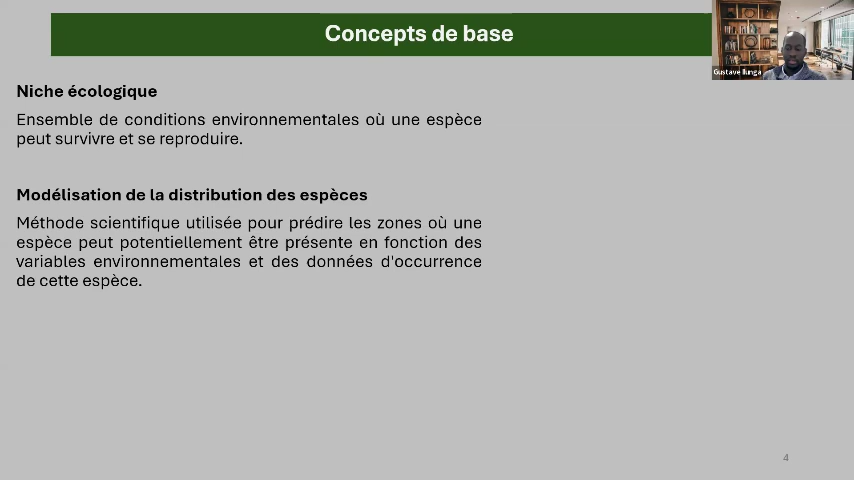 Concepts de base
Gustave Ilunga
Niche écologique
Ensemble de conditions environnementales où une espèce
peut survivre et se reproduire.
Modélisation de la distribution des espèces
Méthode scientifique utilisée pour prédire les zones où une
espèce peut potentiellement être présente en fonction des
variables environnementales et des données d'occurrence
de cette espèce.
4